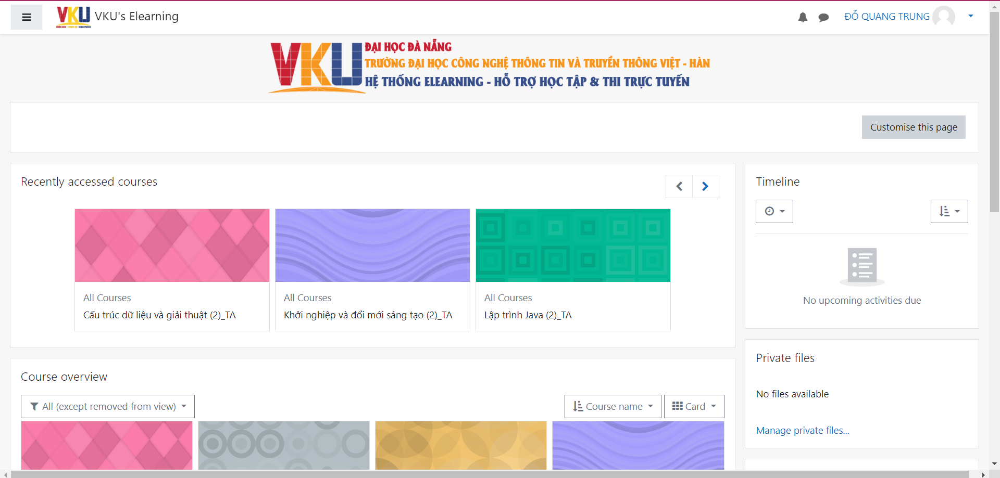 VKU VKU's Elearning
ĐỖ QUANG TRUNG
VKU
ĐẠI HỌC ĐÀ NẴNG
TRƯỜNG ĐẠI HỌC CÔNG NGHỆ THÔNG TIN VÀ TRUYỀN THÔNG VIỆT - HÀN
HỆ THỐNG ELEARNING - HỖ TRỢ HỌC TẬP & THI TRỰC TUYẾN
Customise this page
Recently accessed courses
All Courses
Cấu trúc dữ liệu và giải thuật (2)_TA
All Courses
Khởi nghiệp và đổi mới sáng tạo (2)_TA
All Courses
Lập trình Java (2)_TA
Course overview
All (except removed from view)
Course name
Card
Timeline
No upcoming activities due
Private files
No files available
Manage private files...